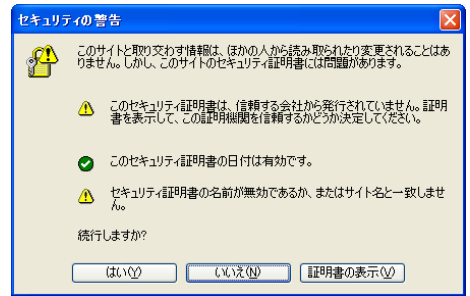 セキュリティの警告
このサイトと取り交わす情報は、ほかの人から読み取られたり変更されることはあ
りません。しかし、このサイトのセキュリティ証明書には問題があります。
このセキュリティ証明書は、信頼する会社から発行されていません。証明
書を表示して、この証明機関を信頼するかどうか決定してください。
このセキュリティ証明書の日付は有効です。
セキュリティ証明書の名前が無効であるか、またはサイト名と一致しませ
ん。
続行しますか?
はい(Y) いいえ(N) 証明書の表示(V)